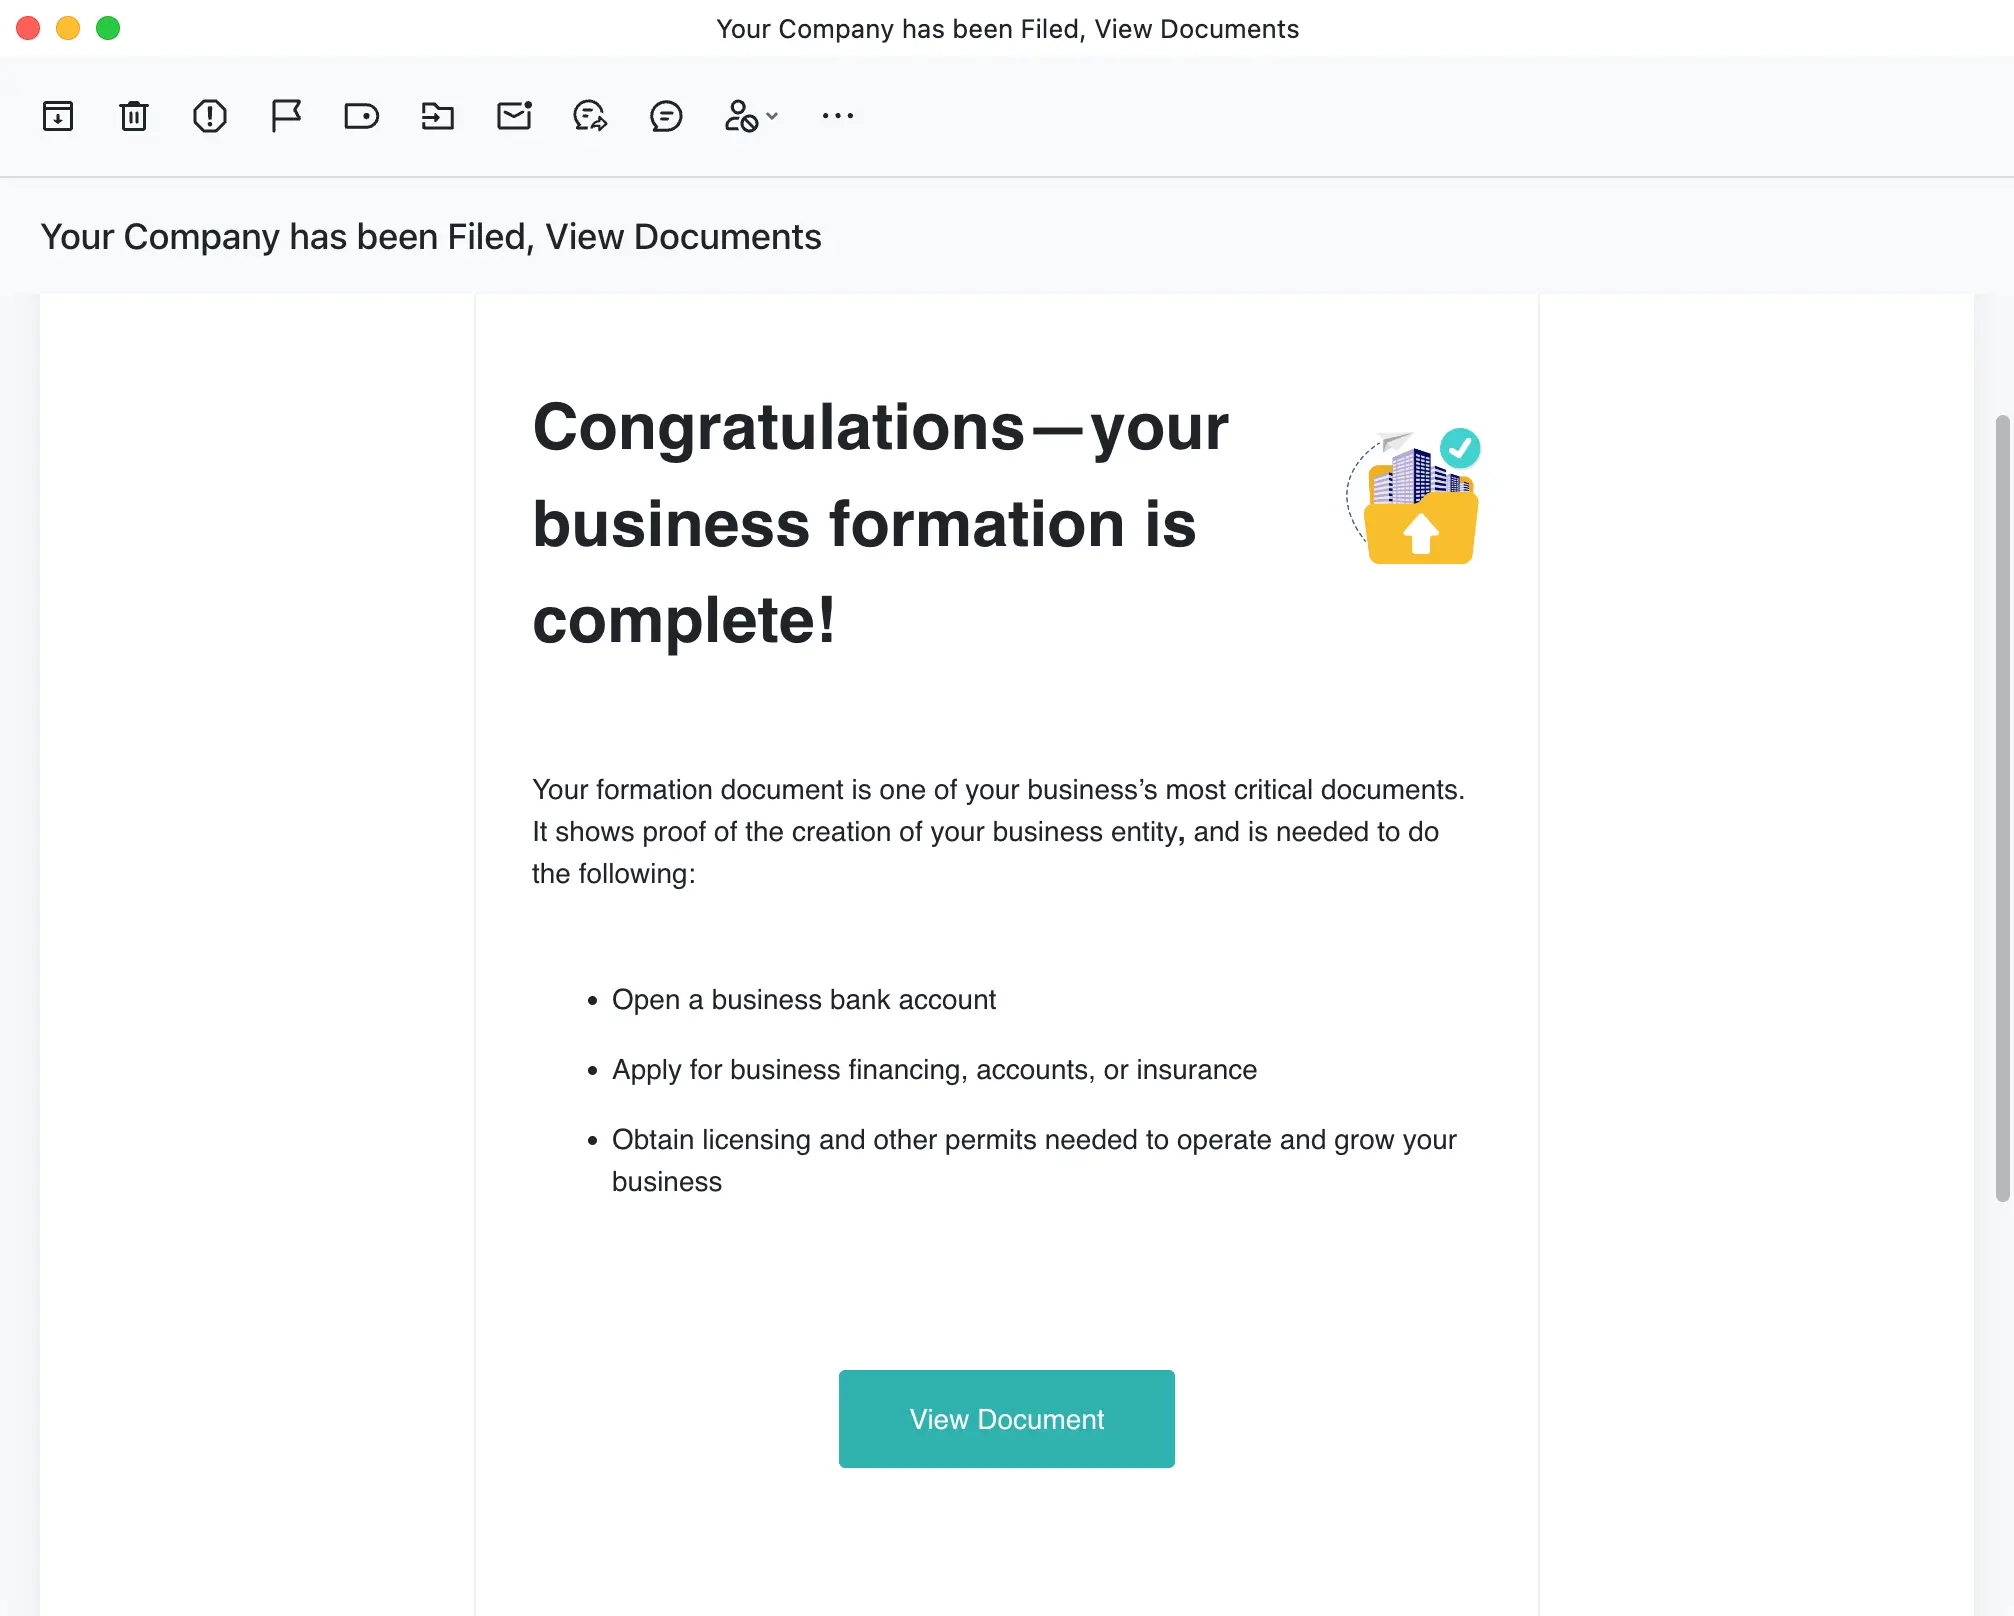 Your Company has been Filed, View Documents
Your Company has been Filed, View Documents
Congratulations—your
business formation is
complete!
Your formation document is one of your business’s most critical documents.
It shows proof of the creation of your business entity, and is needed to do
the following:
• Open a business bank account
• Apply for business financing, accounts, or insurance
• Obtain licensing and other permits needed to operate and grow your
business
View Document